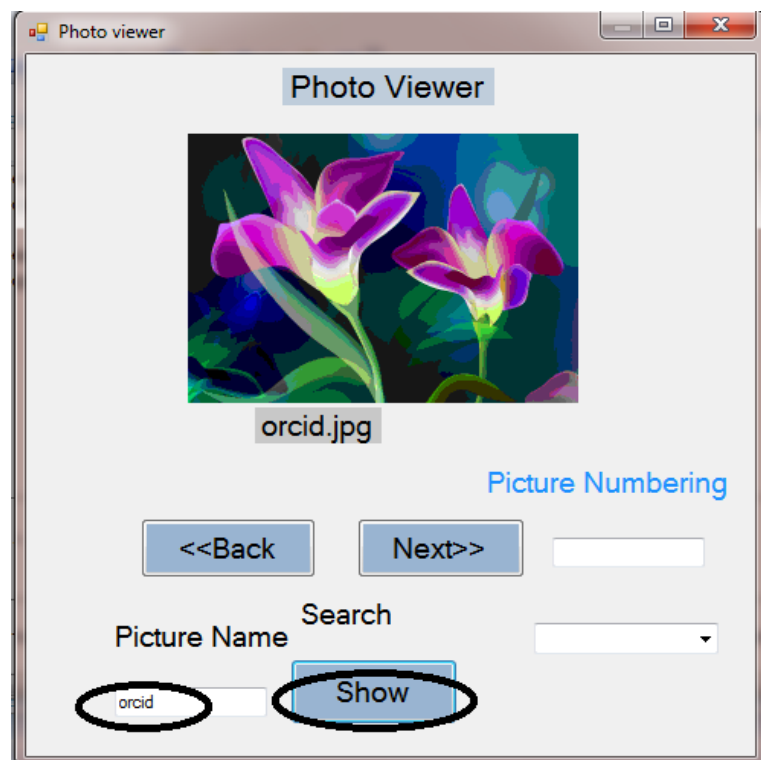 Photo viewer
Photo Viewer
orcid.jpg
Picture Numbering
<<Back
Next>>
Search
Picture Name
orcid
Show